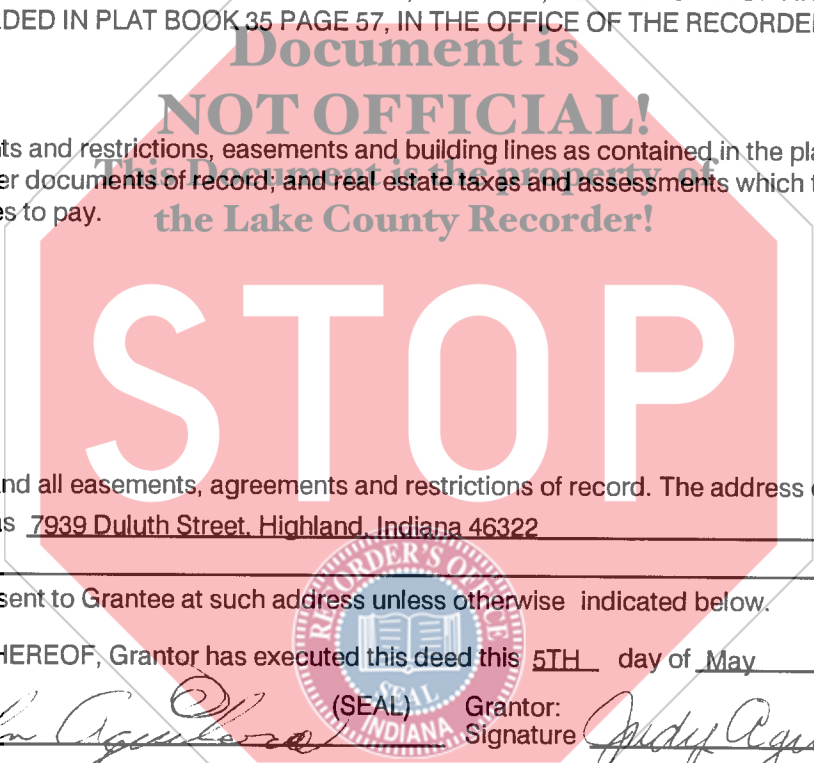 DED IN PLAT BOOK 35 PAGE 57, IN THE OFFICE OF THE RECORDER
Document is
NOT OFFICIAL!
ts and restrictions, easements and building lines as contained in the pla
This Document is the property of
er documents of record, and real estate taxes and assessments which
es to pay.
the Lake County Recorder!
STOP
nd all easements, agreements and restrictions of record. The address
s 7939 Duluth Street, Highland, Indiana 46322
RECORDER'S OFFICE
sent to Grantee at such address unless otherwise indicated below.
HEREOF, Grantor has executed this deed this 5TH day of May
SEAL
(SEAL) Grantor:
INDIANA
Signature Judy